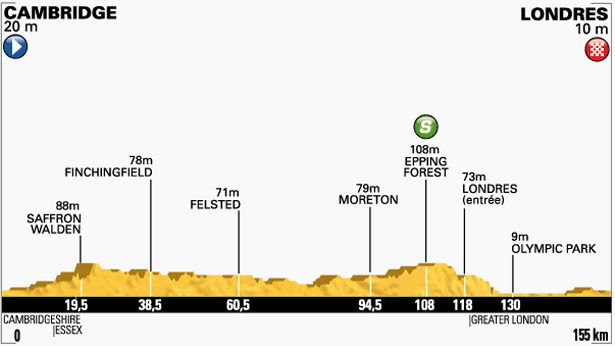 CAMBRIDGE
20 m
LONDRES
10 m
S
108m
EPPING
FOREST
78m
FINCHINGFIELD
71m
FELSTED
79m
MORETON
73m
LONDRES
(entrée)
88m
SAFFRON
WALDEN
9m
OLYMPIC PARK
19,5
38,5
60,5
94,5
108
118
130
CAMBRIDGESHIRE
ESSEX
GREATER LONDON
0
155 km